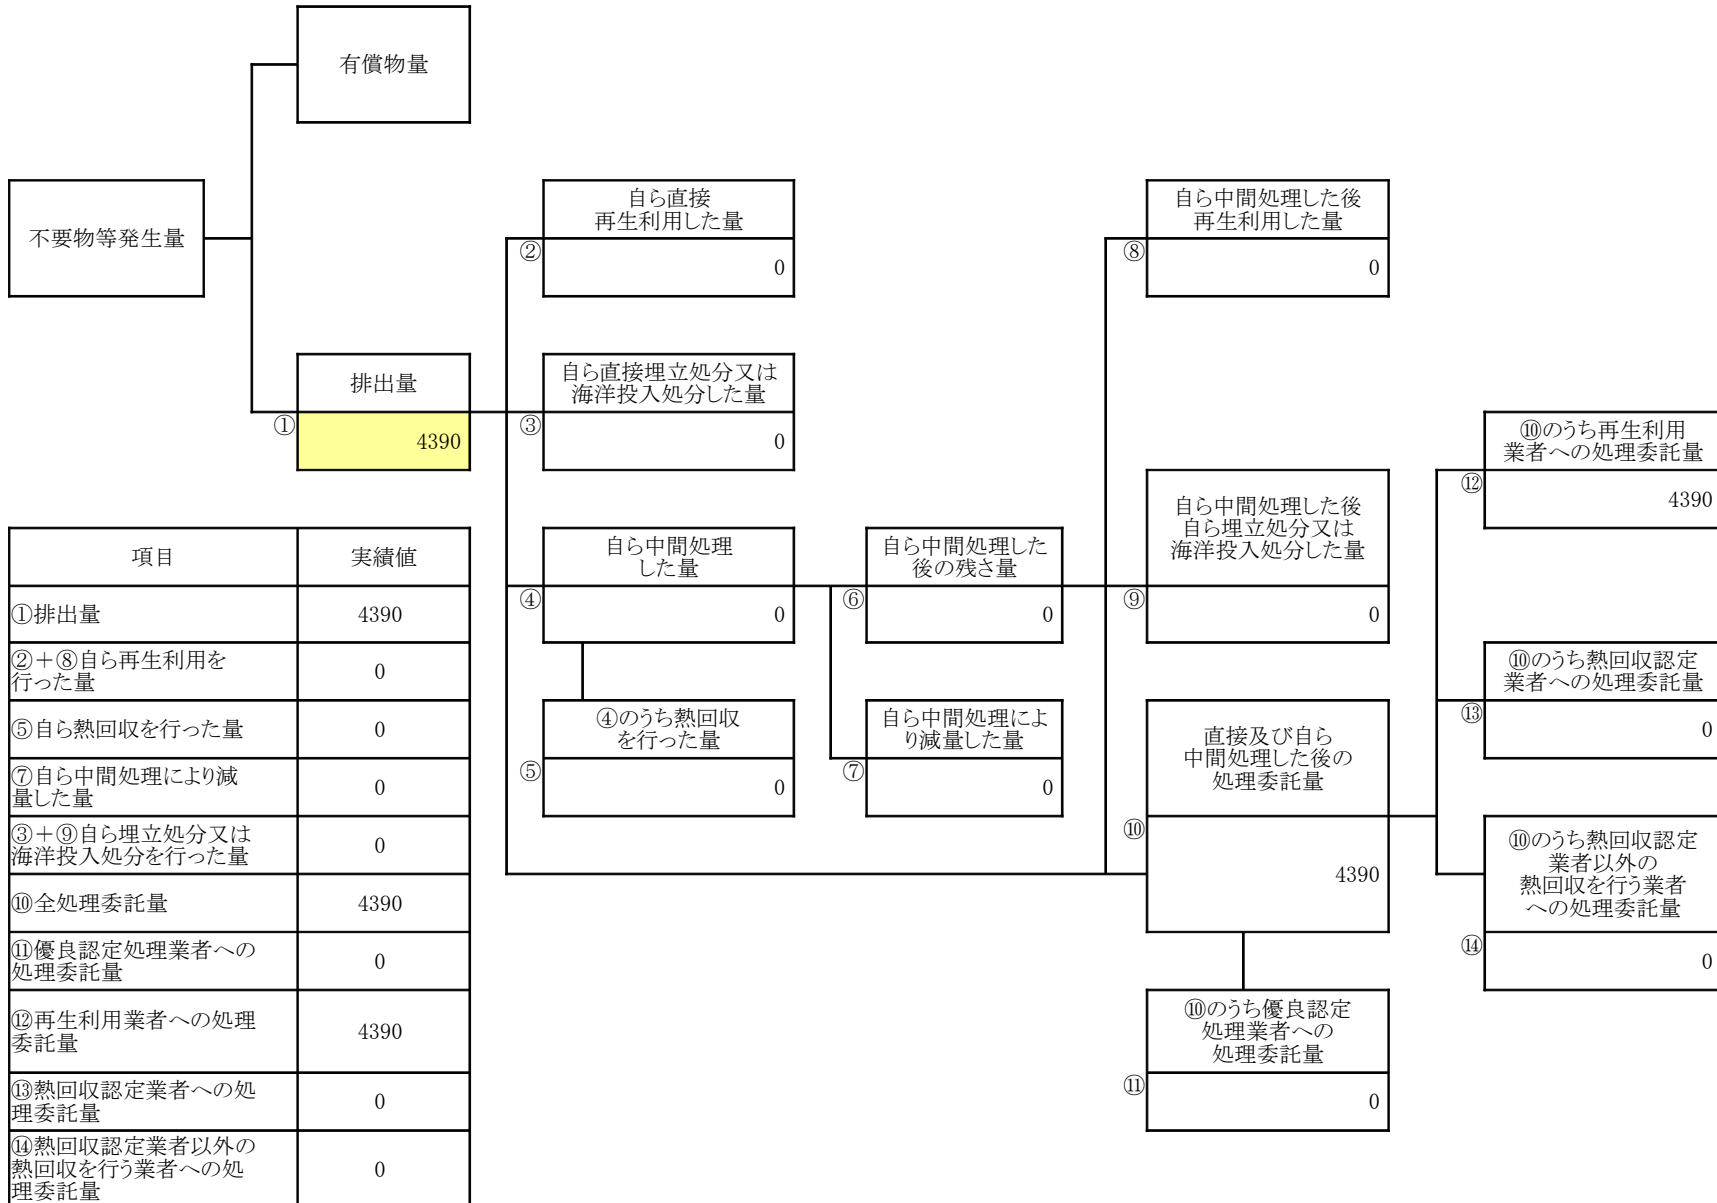 有償物量
不要物等発生量
排出量
①
4390
自ら直接
再生利用した量
②
0
自ら直接埋立処分又は
海洋投入処分した量
③
0
自ら中間処理
した量
④
0
④のうち熱回収
を行った量
⑤
0
自ら中間処理した
後の残さ量
⑥
0
自ら中間処理によ
り減量した量
⑦
0
自ら中間処理した後
再生利用した量
⑧
0
自ら中間処理した後
自ら埋立処分又は
海洋投入処分した量
⑨
0
直接及び自ら
中間処理した後の
処理委託量
⑩
4390
⑩のうち優良認定
処理業者への
処理委託量
⑪
0
⑩のうち再生利用
業者への処理委託量
⑫
4390
⑩のうち熱回収認定
業者への処理委託量
⑬
0
⑩のうち熱回収認定
業者以外の
熱回収を行う業者
への処理委託量
⑭
0
項目 実績値
①排出量 4390
②＋⑧自ら再生利用を
行った量 0
⑤自ら熱回収を行った量 0
⑦自ら中間処理により減
量した量 0
③＋⑨自ら埋立処分又は
海洋投入処分を行った量 0
⑩全処理委託量 4390
⑪優良認定処理業者への
処理委託量 0
⑫再生利用業者への処理
委託量 4390
⑬熱回収認定業者への処
理委託量 0
⑭熱回収認定業者以外の
熱回収を行う業者への処
理委託量 0